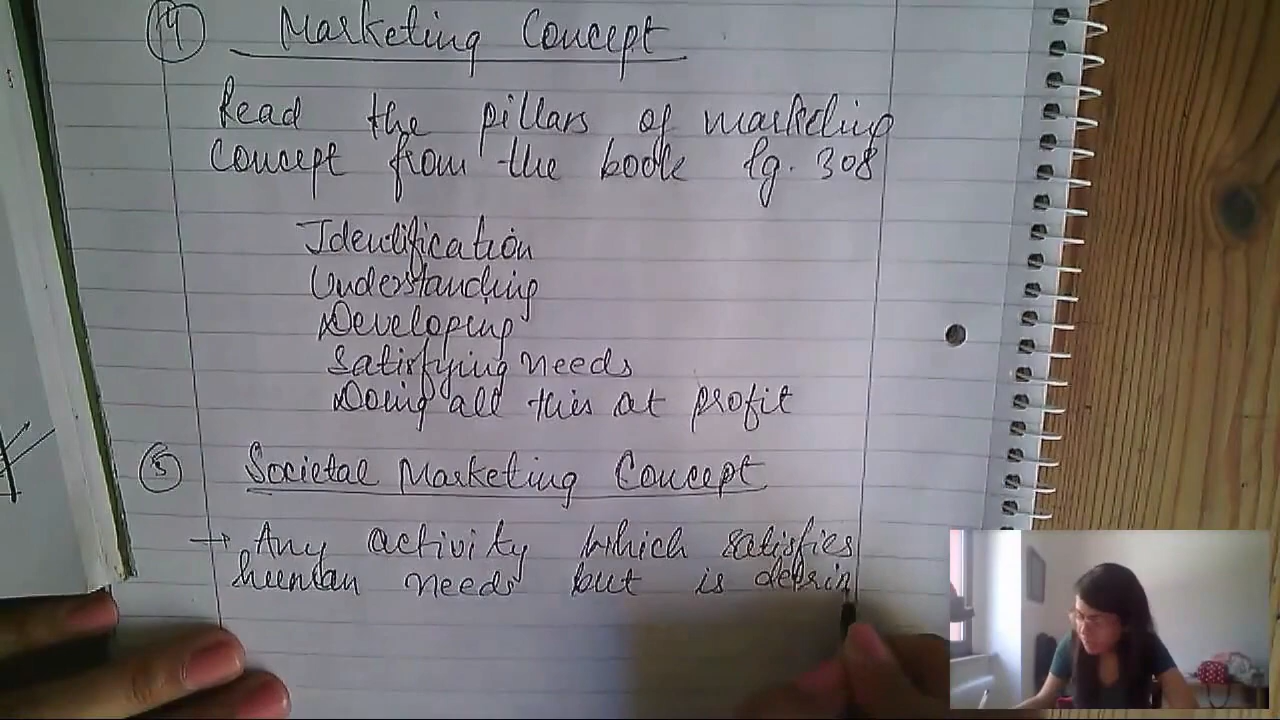 ④ Marketing Concept
Read the pillars of marketing
concept from the book Pg. 308
Identification
Understanding
Developing
Satisfying needs
Doing all this at profit
⑤ Societal Marketing Concept
→ Any activity which satisfies
human needs but is detrim